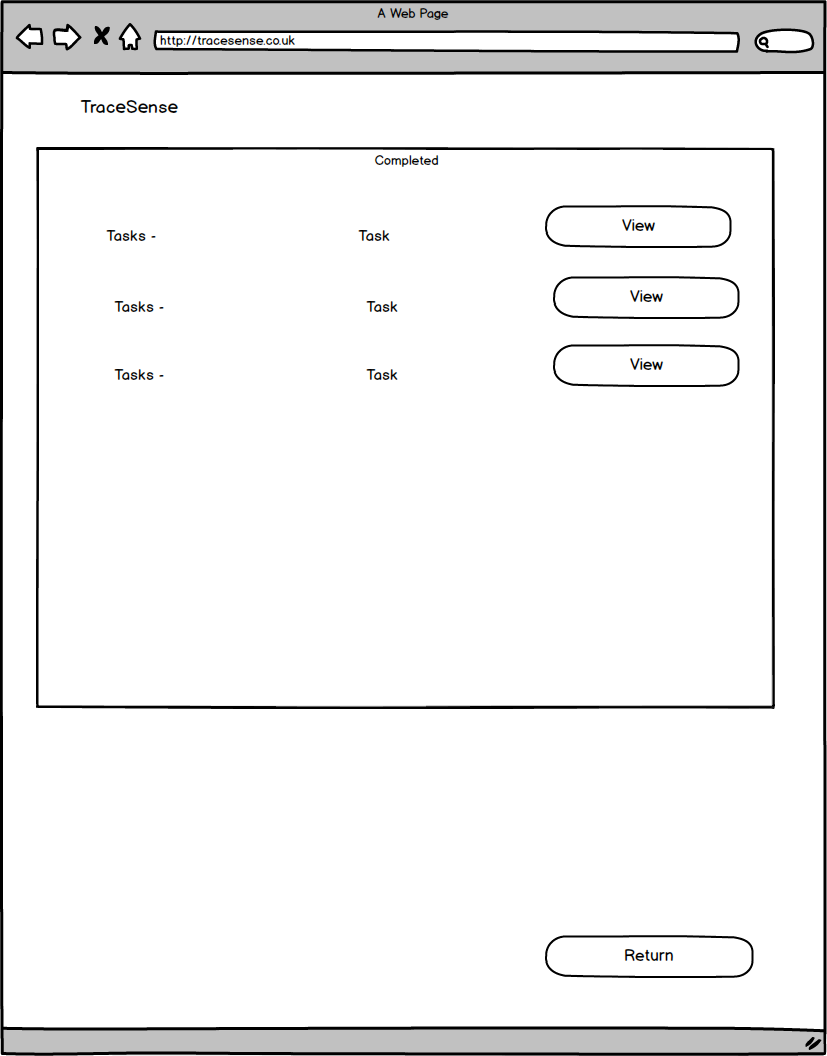 A Web Page
http://tracesense.co.uk
TraceSense
Completed
Tasks - Task View
Tasks - Task View
Tasks - Task View
Return